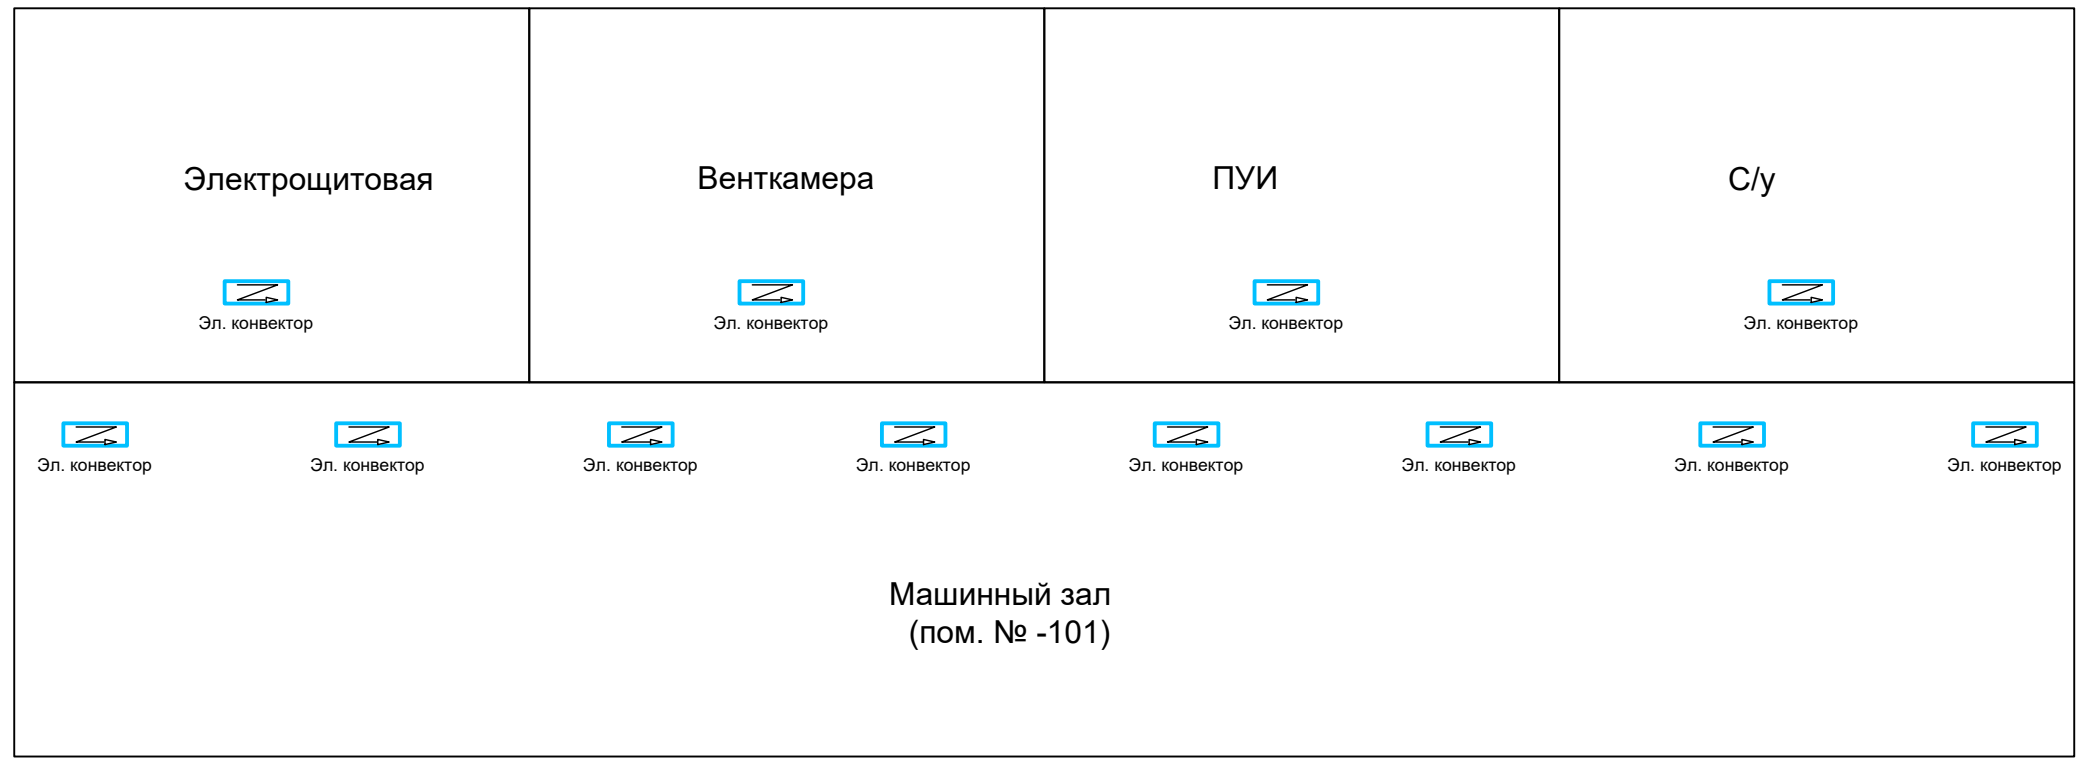 Электрощитовая
Венткамера
ПУИ
С/у
Эл. конвектор
Эл. конвектор
Эл. конвектор
Эл. конвектор
Эл. конвектор
Эл. конвектор
Эл. конвектор
Эл. конвектор
Эл. конвектор
Эл. конвектор
Эл. конвектор
Эл. конвектор
Машинный зал
(пом. № -101)